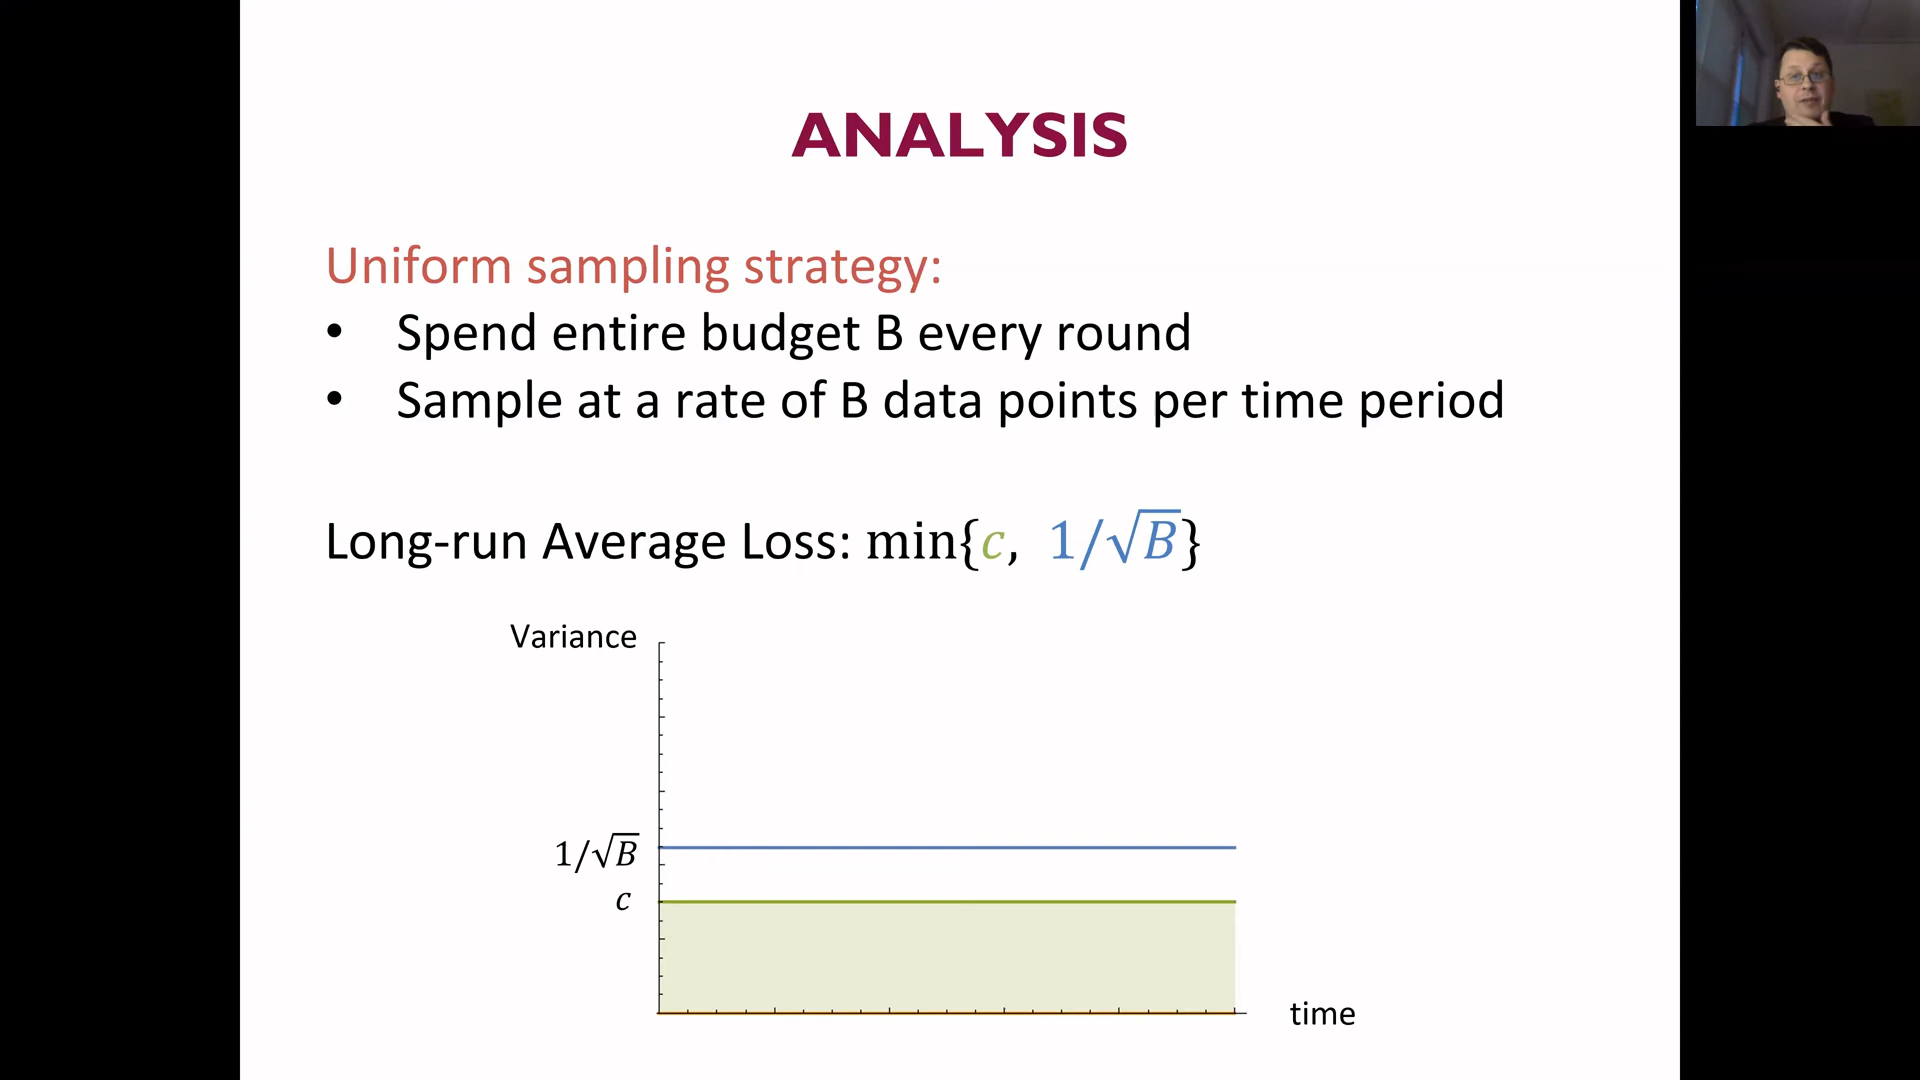 ANALYSIS
Uniform sampling strategy:
• Spend entire budget B every round
• Sample at a rate of B data points per time period
Long-run Average Loss: min{c, 1/√B}
Variance
1/√B
c
time